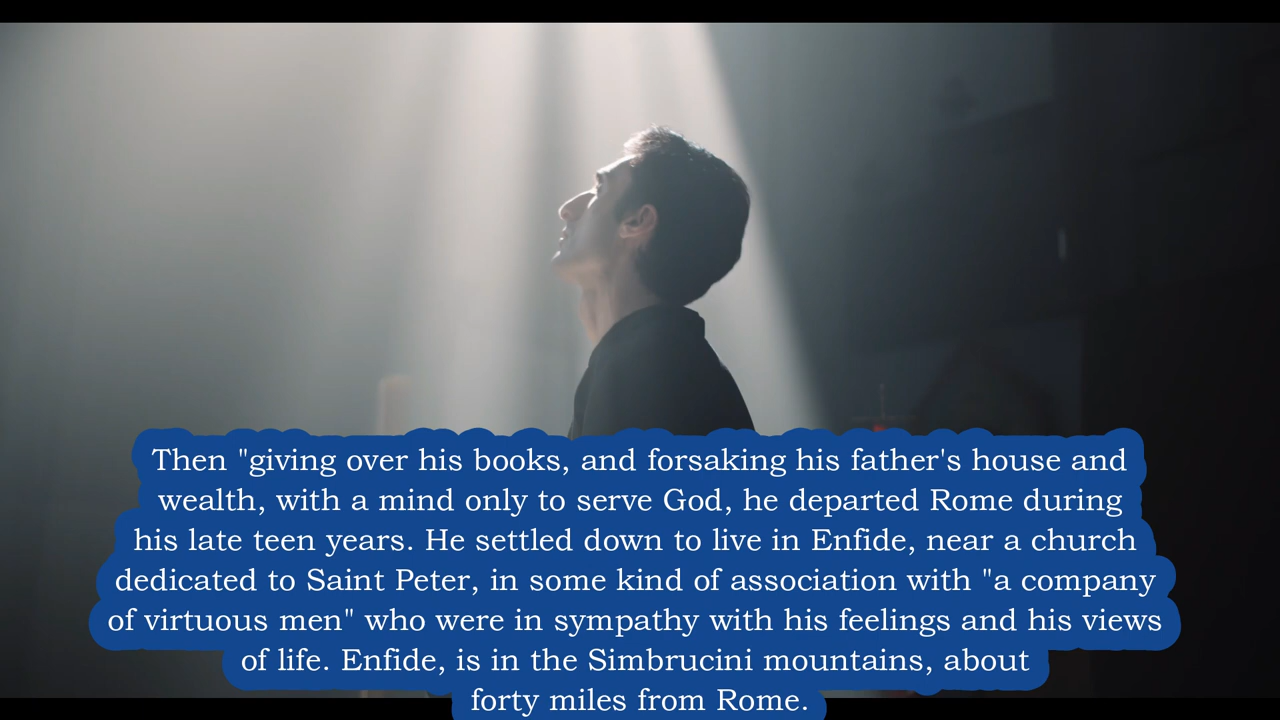 Then "giving over his books, and forsaking his father's house and
wealth, with a mind only to serve God, he departed Rome during
his late teen years. He settled down to live in Enfide, near a church
dedicated to Saint Peter, in some kind of association with "a company
of virtuous men" who were in sympathy with his feelings and his views
of life. Enfide, is in the Simbrucini mountains, about
forty miles from Rome.